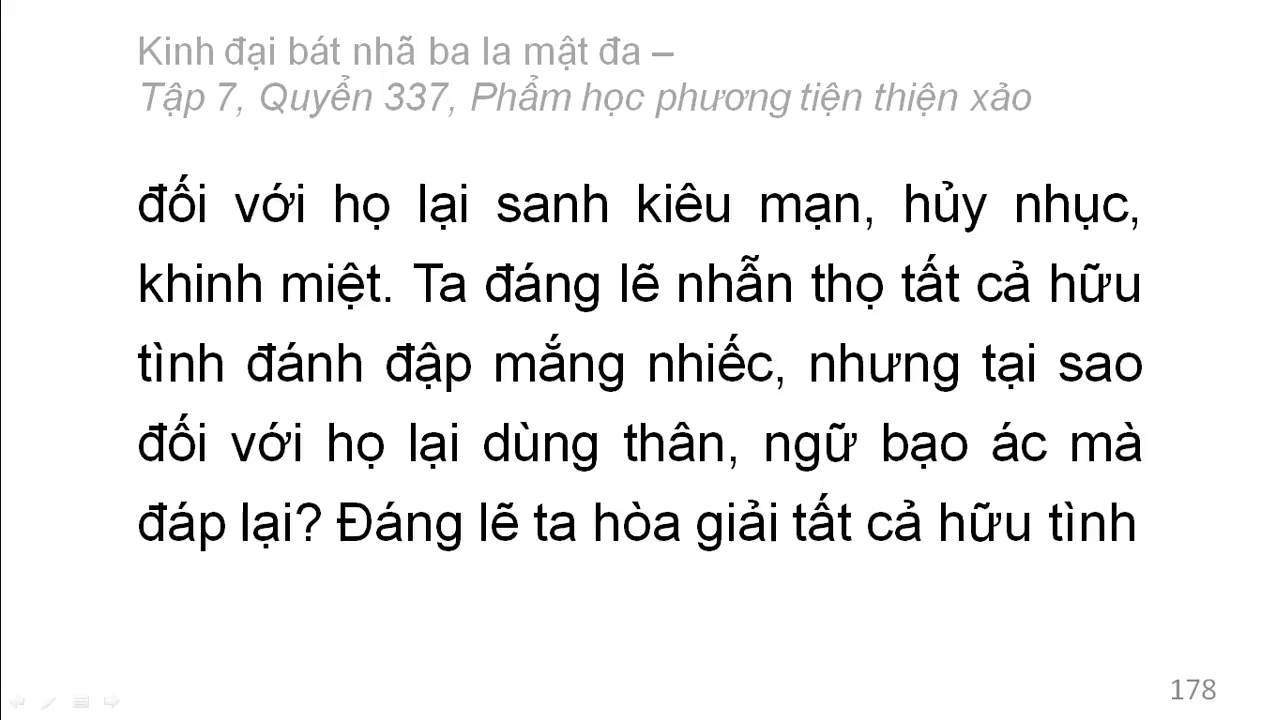 Kinh đại bát nhã ba la mật đa –
Tập 7, Quyển 337, Phẩm học phương tiện thiện xảo
đối với họ lại sanh kiêu mạn, hủy nhục,
khinh miệt. Ta đáng lẽ nhẫn thọ tất cả hữu
tình đánh đập mắng nhiếc, nhưng tại sao
đối với họ lại dùng thân, ngữ bạo ác mà
đáp lại? Đáng lẽ ta hòa giải tất cả hữu tình
178